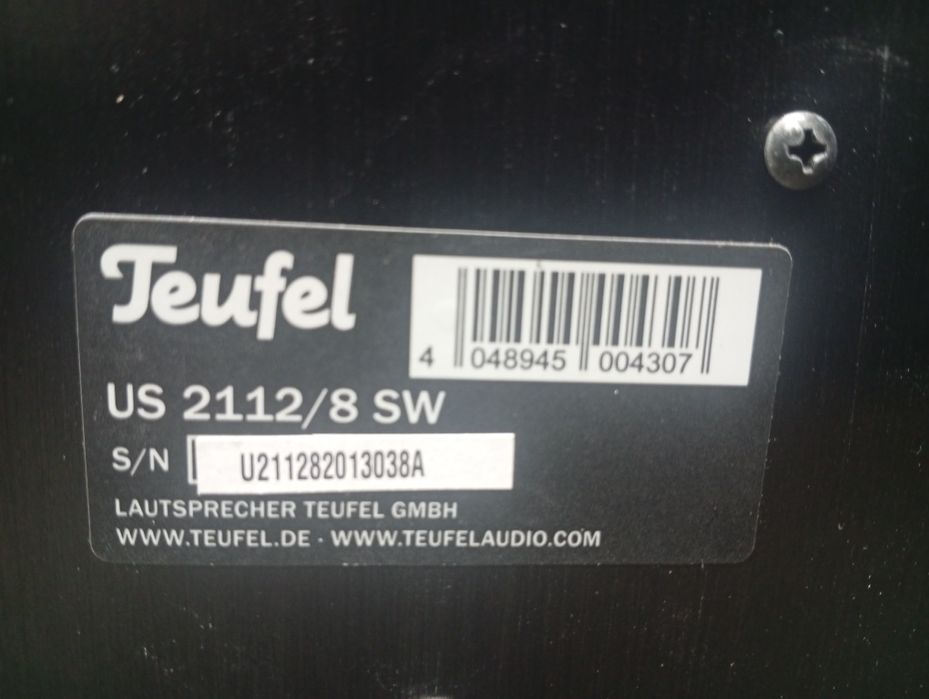 Teufel
4 048945 004307
US 2112/8 SW
S/N U211282013038A
LAUTSPRECHER TEUFEL GMBH
WWW.TEUFEL.DE · WWW.TEUFELAUDIO.COM